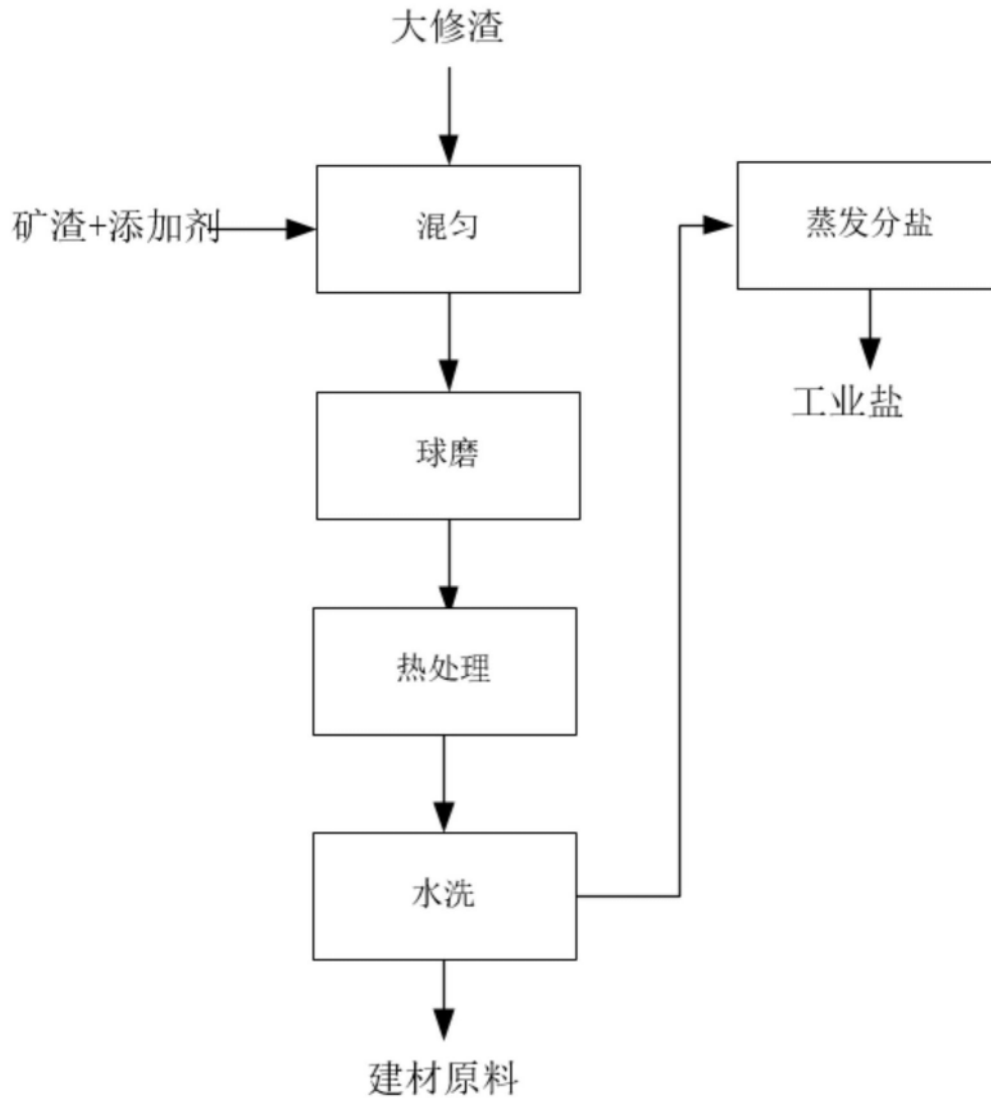 大修渣
矿渣+添加剂
混匀
蒸发分盐
工业盐
球磨
热处理
水洗
建材原料